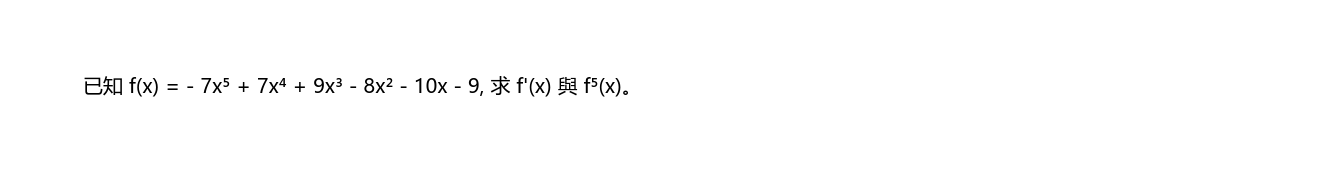 已知 f(x) = - 7x⁵ + 7x⁴ + 9x³ - 8x² - 10x - 9, 求 f'(x) 與 f⁵(x)。